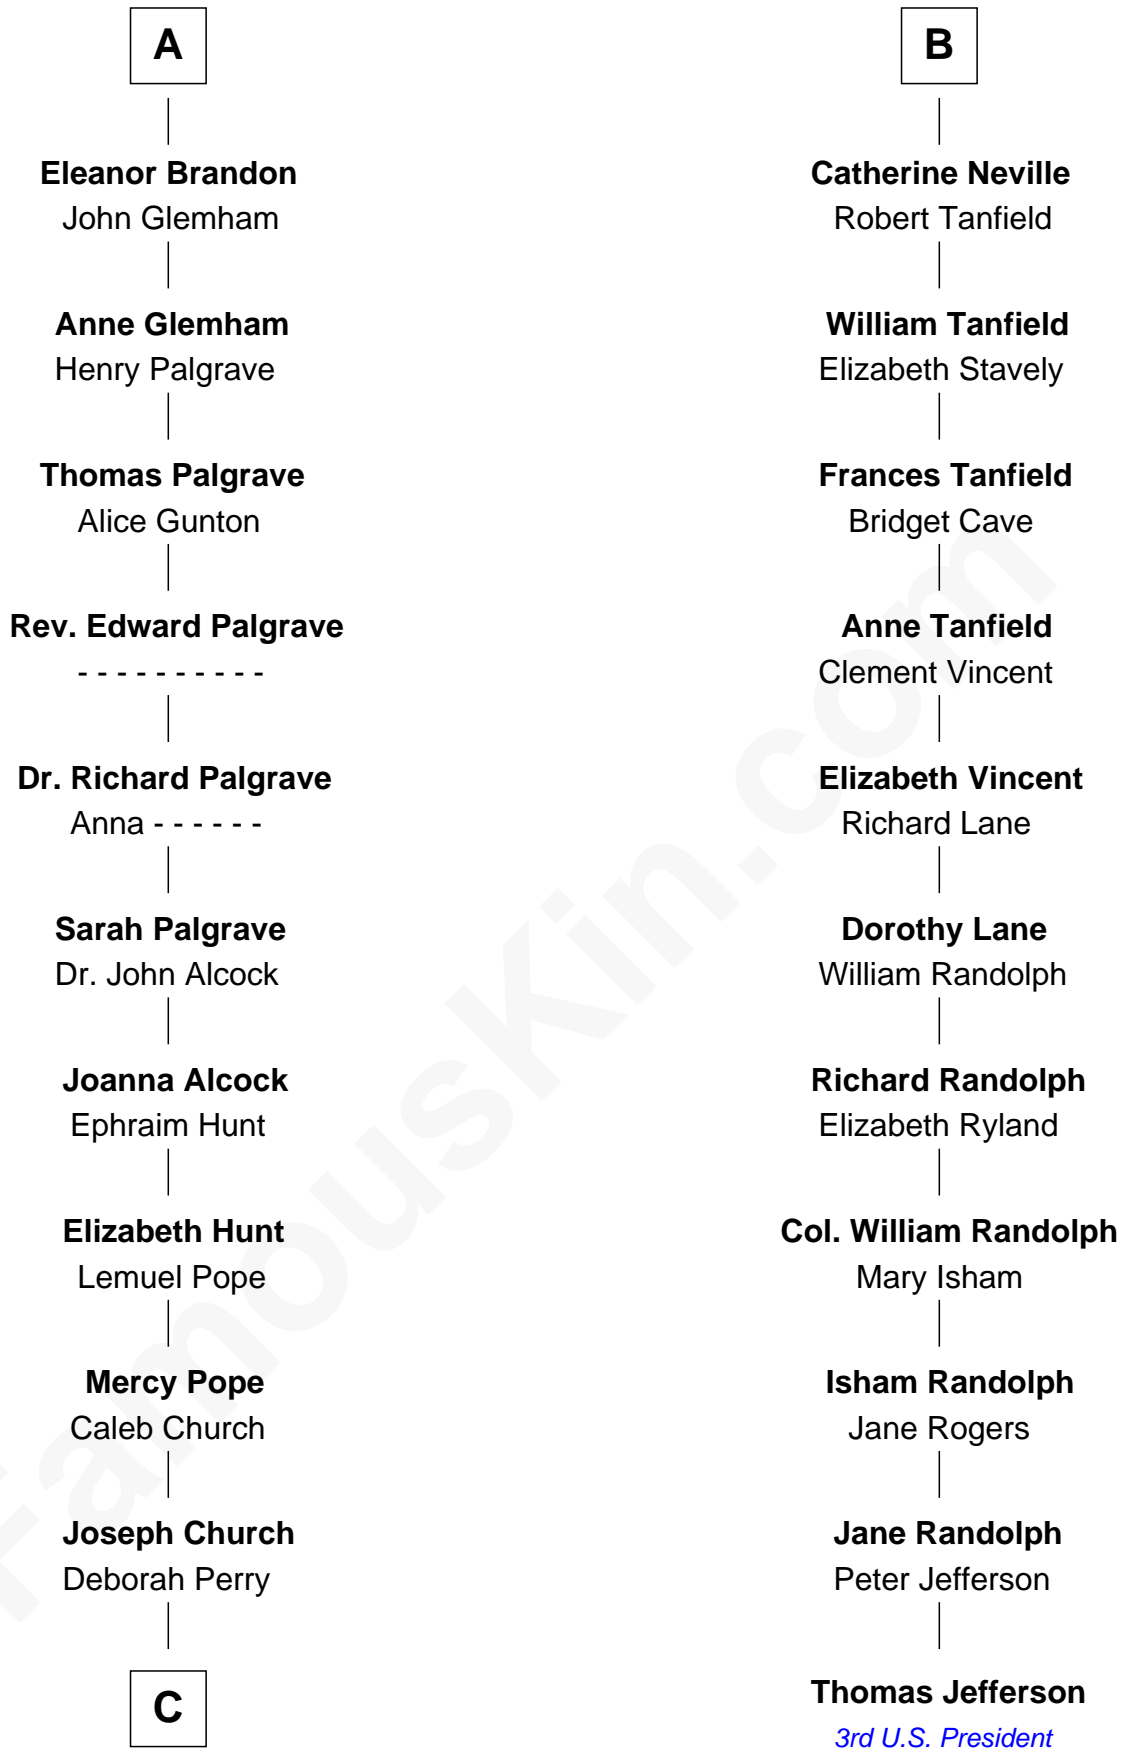 A
Eleanor Brandon
John Glemham
Anne Glemham
Henry Palgrave
Thomas Palgrave
Alice Gunton
Rev. Edward Palgrave
- - - - - - - - - -
Dr. Richard Palgrave
Anna - - - - - -
Sarah Palgrave
Dr. John Alcock
Joanna Alcock
Ephraim Hunt
Elizabeth Hunt
Lemuel Pope
Mercy Pope
Caleb Church
Joseph Church
Deborah Perry
C
B
Catherine Neville
Robert Tanfield
William Tanfield
Elizabeth Stavely
Frances Tanfield
Bridget Cave
Anne Tanfield
Clement Vincent
Elizabeth Vincent
Richard Lane
Dorothy Lane
William Randolph
Richard Randolph
Elizabeth Ryland
Col. William Randolph
Mary Isham
Isham Randolph
Jane Rogers
Jane Randolph
Peter Jefferson
Thomas Jefferson
3rd U.S. President
FamousKin.com